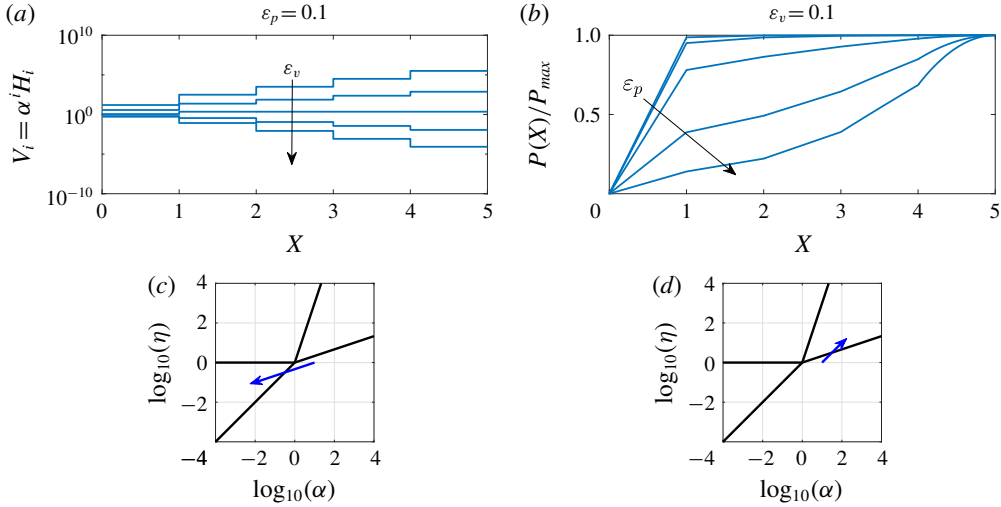 (a) εp = 0.1
Vi = α^i Hi
10^10
10^0
10^−10
εv
0 1 2 3 4 5
X
(b) εv = 0.1
P(X)/Pmax
1.0
0.5
εp
0 1 2 3 4 5
X
(c)
log10(η)
4
2
0
−2
−4 −2 0 2 4
log10(α)
(d)
log10(η)
4
2
0
−2
−4 −4 −2 0 2 4
log10(α)